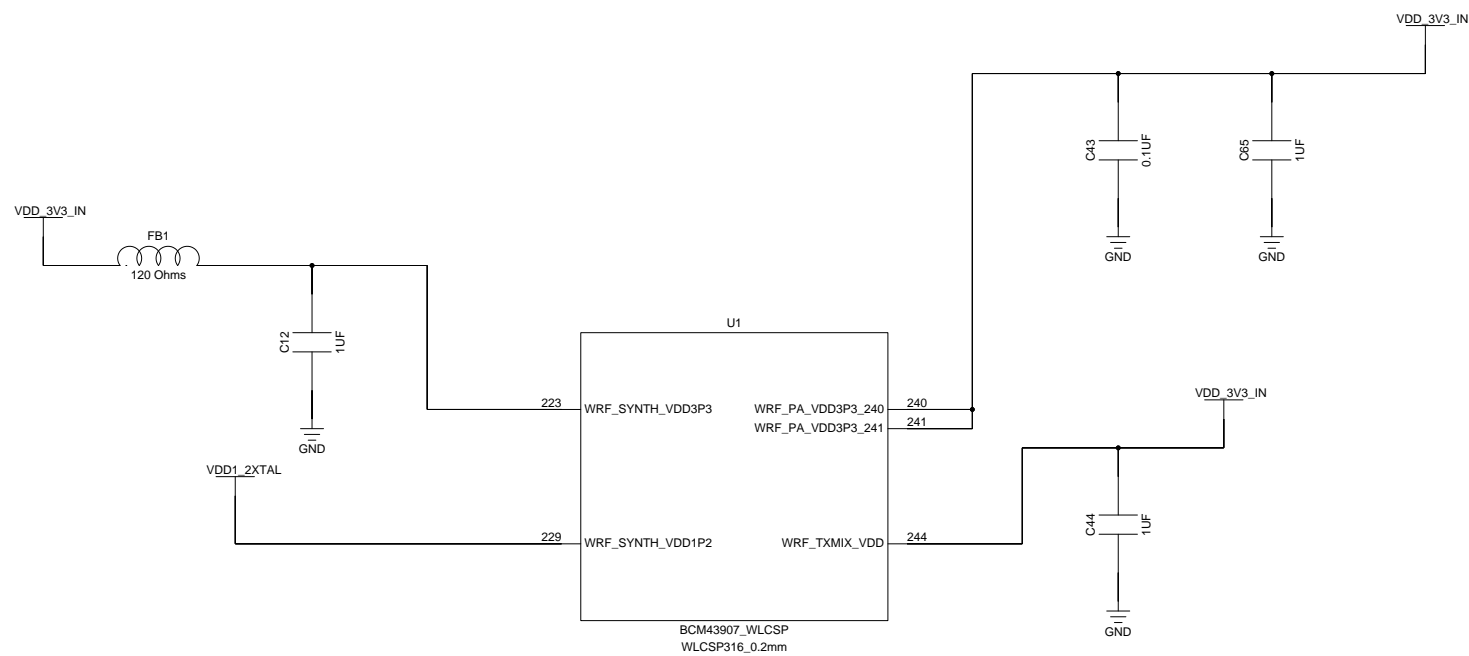 VDD_3V3_IN
C43
0.1UF
C65
1UF
GND
GND
VDD_3V3_IN
FB1
120 Ohms
C12
1UF
GND
U1
223
WRF_SYNTH_VDD3P3
WRF_PA_VDD3P3_240
240
WRF_PA_VDD3P3_241
241
VDD_3V3_IN
VDD1_2XTAL
229
WRF_SYNTH_VDD1P2
WRF_TXMIX_VDD
244
C44
1UF
GND
BCM43907_WLCSP
WLCSP316_0.2mm